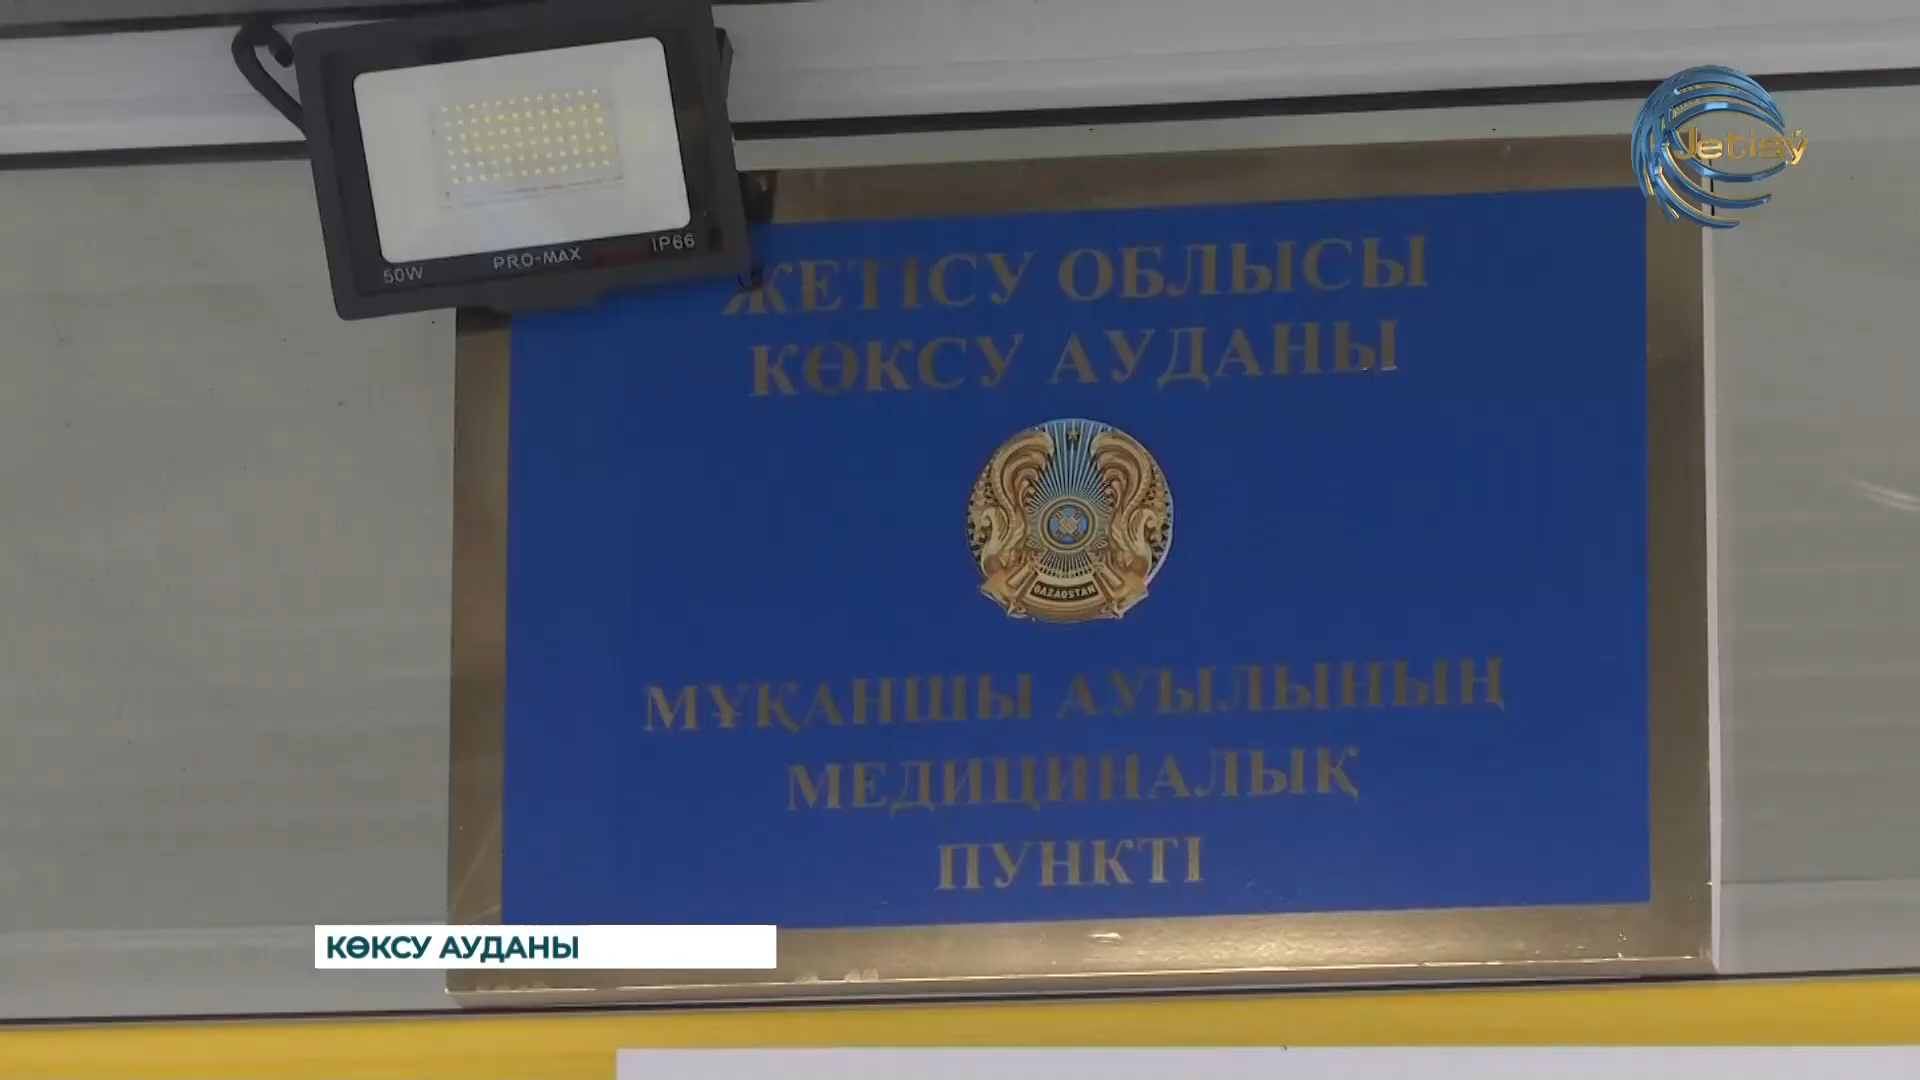 50W PRO-MAX IP66
Jetisý
ЖЕТІСУ ОБЛЫСЫ
КӨКСУ АУДАНЫ
QAZAQSTAN
МҰҚАНШЫ АУЫЛЫНЫҢ
МЕДИЦИНАЛЫҚ
ПУНКТІ
КӨКСУ АУДАНЫ